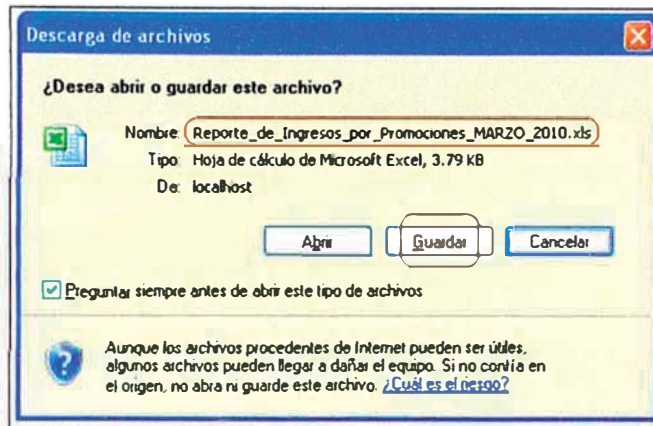 Descarga de archivos
¿Desea abrir o guardar este archivo?
Nombre: Reporte_de_Ingresos_por_Promociones_MARZO_2010.xls
Tipo: Hoja de cálculo de Microsoft Excel, 3.79 KB
De: localhost
Abrir Guardar Cancelar
Preguntar siempre antes de abrir este tipo de archivos
Aunque los archivos procedentes de Internet pueden ser útiles,
algunos archivos pueden llegar a dañar el equipo. Si no confía en
el origen, no abra ni guarde este archivo. ¿Cuál es el riesgo?